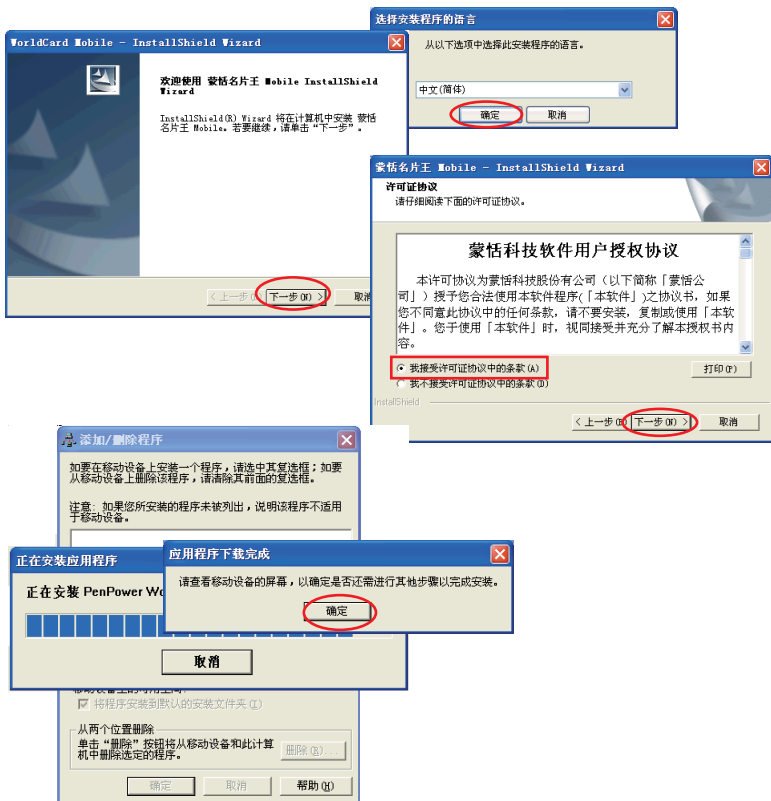 选择安装程序的语言
从以下选项中选择此安装程序的语言。
中文(简体)
确定
取消
WorldCard Mobile - InstallShield Wizard
欢迎使用 蒙恬名片王 Mobile InstallShield
Wizard
InstallShield(R) Wizard 将在计算机中安装 蒙恬
名片王 Mobile。若要继续，请单击“下一步”。
< 上一步
下一步(N) >
取消
蒙恬名片王 Mobile - InstallShield Wizard
许可证协议
请仔细阅读下面的许可证协议。
蒙恬科技软件用户授权协议
本许可协议为蒙恬科技股份有公司（以下简称「蒙恬公
司」）授予您合法使用本软件程序(「本软件」)之协议书，如果
您不同意此协议中的任何条款，请不要安装，复制或使用「本软
件」。您于使用「本软件」时，视同接受并充分了解本授权书内
容。
我接受许可证协议中的条款(A)
我不接受许可证协议中的条款(D)
打印(P)
InstallShield
< 上一步(B)
下一步(N) >
取消
添加/删除程序
如要在移动设备上安装一个程序，请选中其复选框；如要
从移动设备上删除该程序，请清除其前面的复选框。
注意: 如果您所安装的程序未被列出，说明该程序不适用
于移动设备。
正在安装应用程序
正在安装 PenPower Wo
取消
应用程序下载完成
请查看移动设备的屏幕，以确定是否还需进行其他步骤以完成安装。
确定
移动设备上的可用空间:
将程序安装到默认的安装文件夹(I)
从两个位置删除
单击“删除”按钮将从移动设备和此计算
机中删除选定的程序。
删除(R)...
确定
取消
帮助(H)